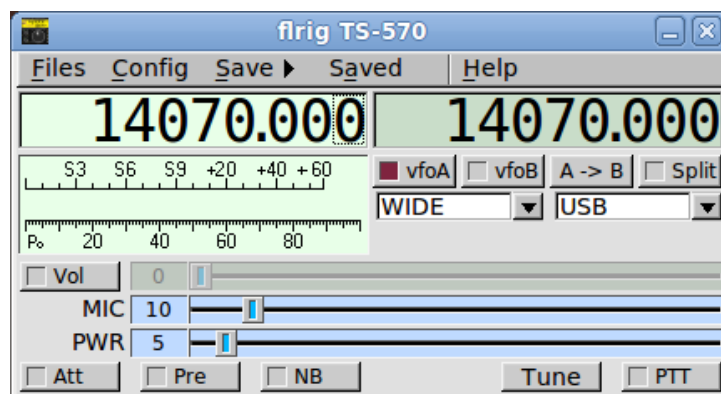 flrig TS-570
Files Config Save Saved Help
14070.000 14070.000
S3 S6 S9 +20 +40 +60
vfoA vfoB A -> B Split
WIDE USB
Po 20 40 60 80
Vol 0
MIC 10
PWR 5
Att Pre NB Tune PTT